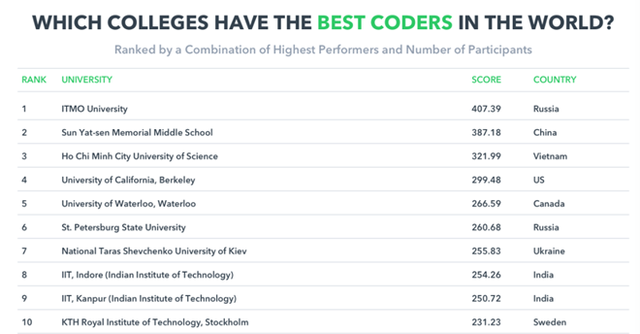 WHICH COLLEGES HAVE THE BEST CODERS IN THE WORLD?
Ranked by a Combination of Highest Performers and Number of Participants
RANK UNIVERSITY SCORE COUNTRY
1 ITMO University 407.39 Russia
2 Sun Yat-sen Memorial Middle School 387.18 China
3 Ho Chi Minh City University of Science 321.99 Vietnam
4 University of California, Berkeley 299.48 US
5 University of Waterloo, Waterloo 266.59 Canada
6 St. Petersburg State University 260.68 Russia
7 National Taras Shevchenko University of Kiev 255.83 Ukraine
8 IIT, Indore (Indian Institute of Technology) 254.26 India
9 IIT, Kanpur (Indian Institute of Technology) 250.72 India
10 KTH Royal Institute of Technology, Stockholm 231.23 Sweden